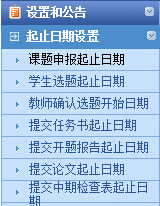 设置和公告
起止日期设置
课题申报起止日期
学生选题起止日期
教师确认选题开始日期
提交任务书起止日期
提交开题报告起止日期
提交论文起止日期
提交中期检查表起止日
期